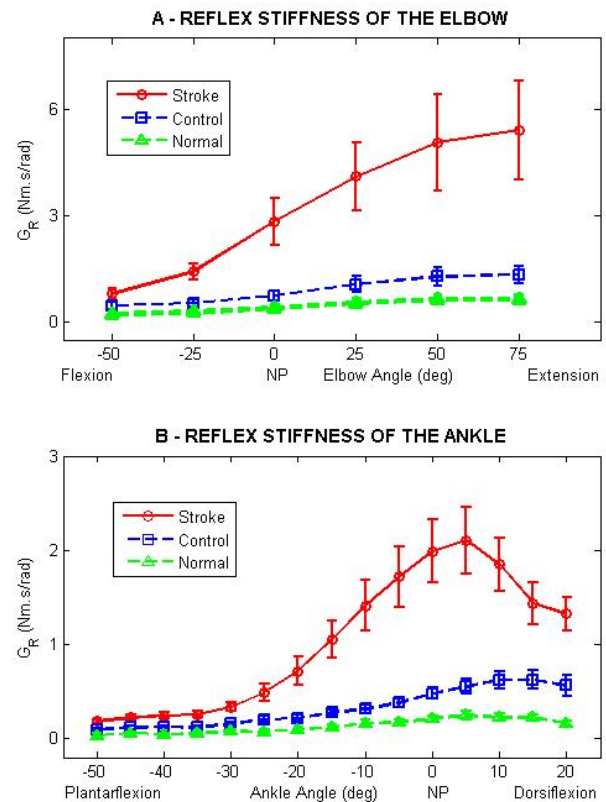 A - REFLEX STIFFNESS OF THE ELBOW
Stroke
Control
Normal
6
3
0
G_R (Nm.s/rad)
-50 -25 0 25 50 75
Flexion NP Elbow Angle (deg) Extension
B - REFLEX STIFFNESS OF THE ANKLE
Stroke
Control
Normal
3
2
1
0
G_R (Nm.s/rad)
-50 -40 -30 -20 -10 0 10 20
Plantarflexion Ankle Angle (deg) NP Dorsiflexion